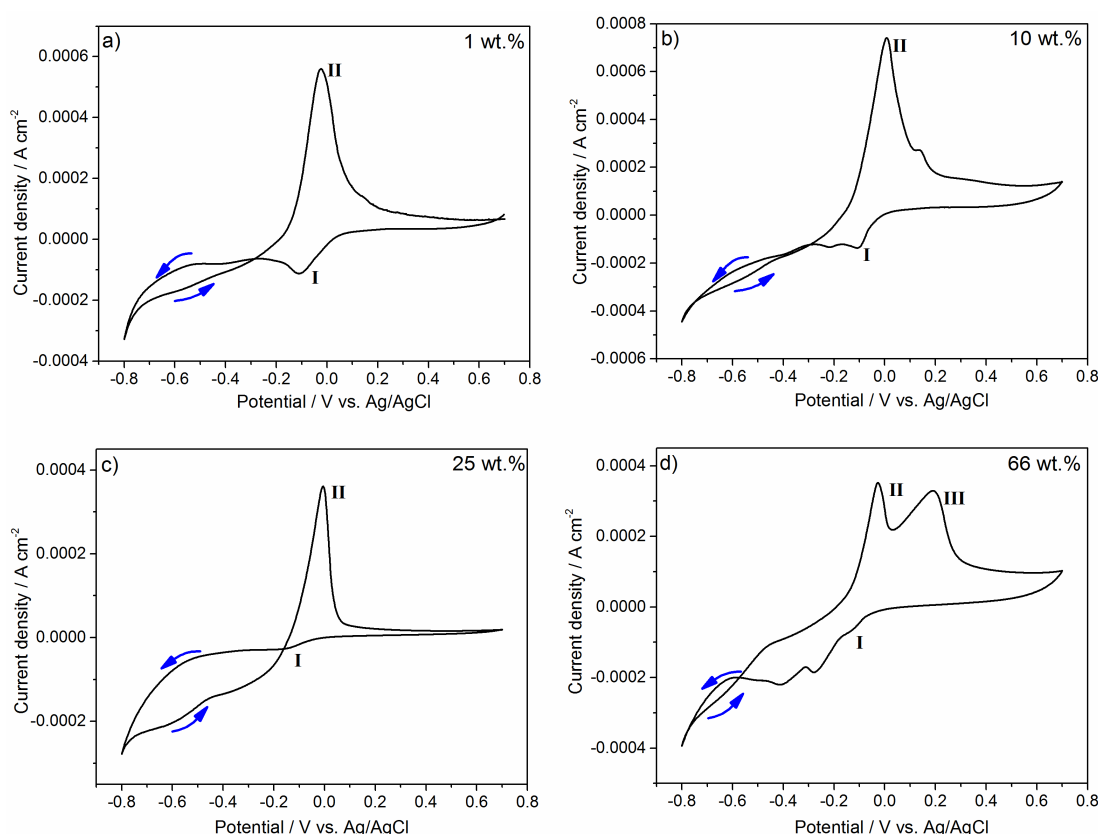 a) 1 wt.%
II
I
0.0006
0.0004
0.0002
0.0000
-0.0002
-0.0004
Current density / A cm-2
-0.8 -0.6 -0.4 -0.2 0.0 0.2 0.4 0.6 0.8
Potential / V vs. Ag/AgCl
b) 10 wt.%
II
I
0.0008
0.0006
0.0004
0.0002
0.0000
-0.0002
-0.0004
-0.0006
Current density / A cm-2
-0.8 -0.6 -0.4 -0.2 0.0 0.2 0.4 0.6 0.8
Potential / V vs. Ag/AgCl
c) 25 wt.%
II
I
0.0004
0.0002
0.0000
-0.0002
Current density / A cm-2
-0.8 -0.6 -0.4 -0.2 0.0 0.2 0.4 0.6 0.8
Potential / V vs. Ag/AgCl
d) 66 wt.%
II III
I
0.0004
0.0002
0.0000
-0.0002
-0.0004
Current density / A cm-2
-0.8 -0.6 -0.4 -0.2 0.0 0.2 0.4 0.6 0.8
Potential / V vs. Ag/AgCl